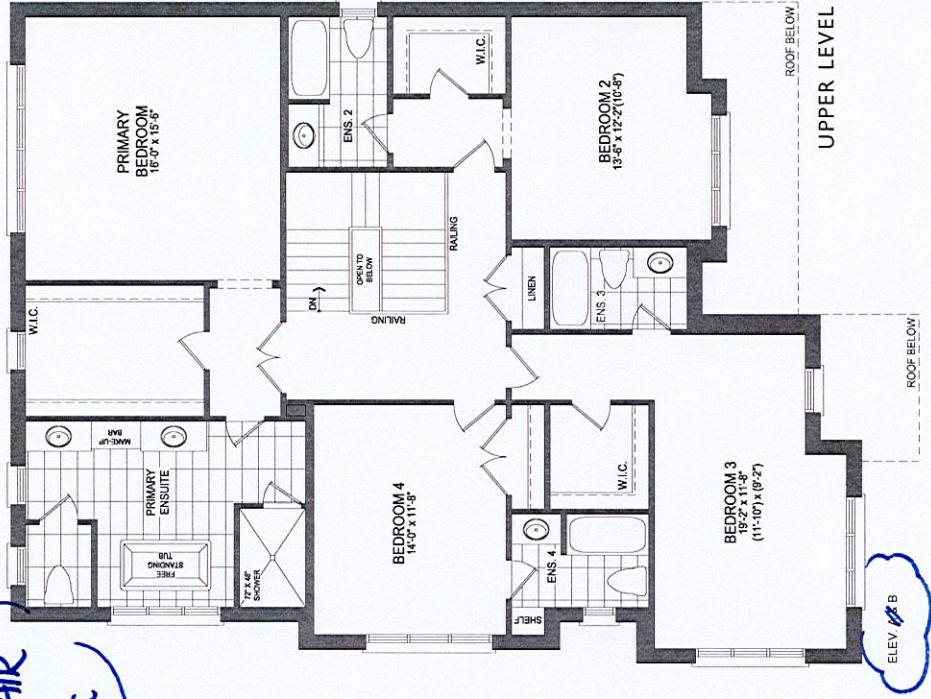 UPPER LEVEL
ROOF BELOW
ROOF BELOW
PRIMARY
BEDROOM
16'-0" x 15'-6"
ENS. 2
W.I.C.
BEDROOM 2
13'-6" x 12'-2"(10'-8")
W.I.C.
DN
OPEN TO
BELOW
RAILING
RAILING
LINEN
ENS. 3
MAKE-UP
BAR
PRIMARY
ENSUITE
FREE
STANDING
TUB
72" X 48"
SHOWER
BEDROOM 4
14'-0" x 11'-8"
W.I.C.
ENS. 4
SHELF
BEDROOM 3
19'-2" x 11'-8"
(11'-10") x (9'-2")
ELEV. B